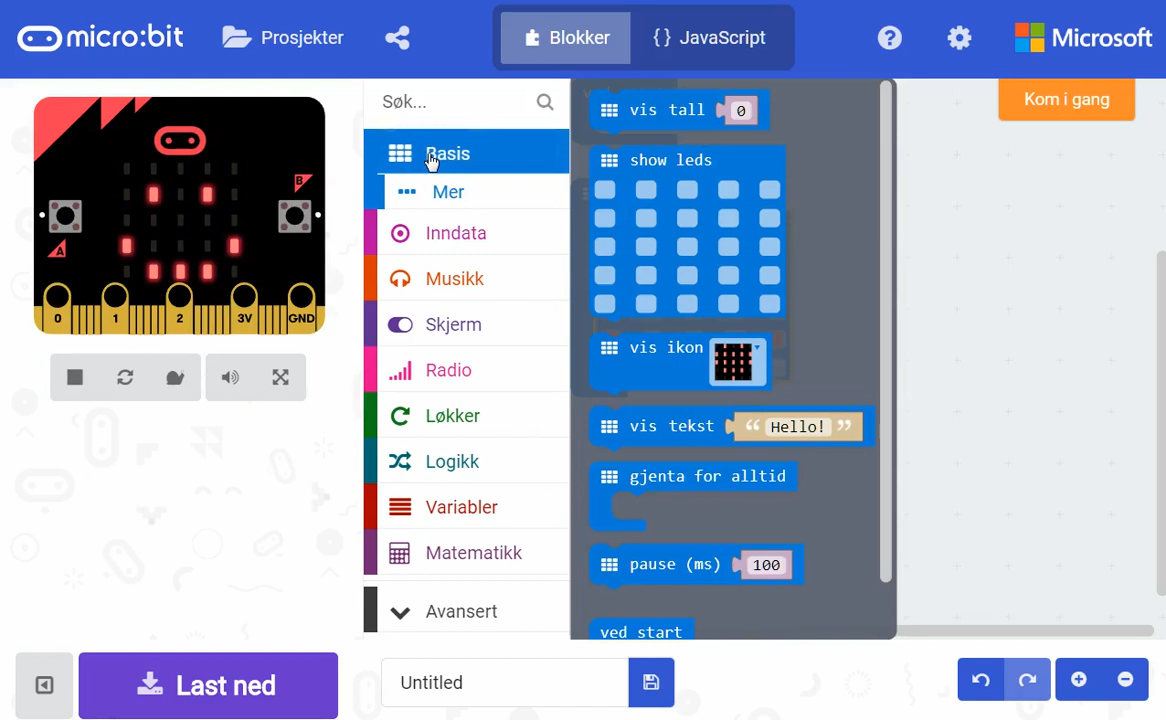 micro:bit Prosjekter Blokker {} JavaScript ? Microsoft
Søk...
Kom i gang
Basis
Mer
Inndata
Musikk
Skjerm
Radio
Løkker
Logikk
Variabler
Matematikk
Avansert
vis tall 0
show leds
vis ikon
vis tekst “ Hello! ”
gjenta for alltid
pause (ms) 100
ved start
A
B
0 1 2 3V GND
Last ned
Untitled